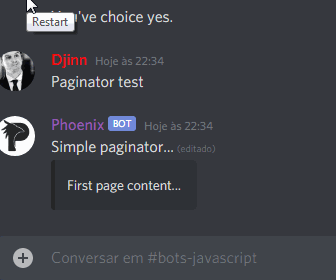 You've choice yes.
Restart
Djinn Hoje às 22:34
Paginator test
Phoenix BOT Hoje às 22:34
Simple paginator... (editado)
First page content...
Conversar em #bots-javascript